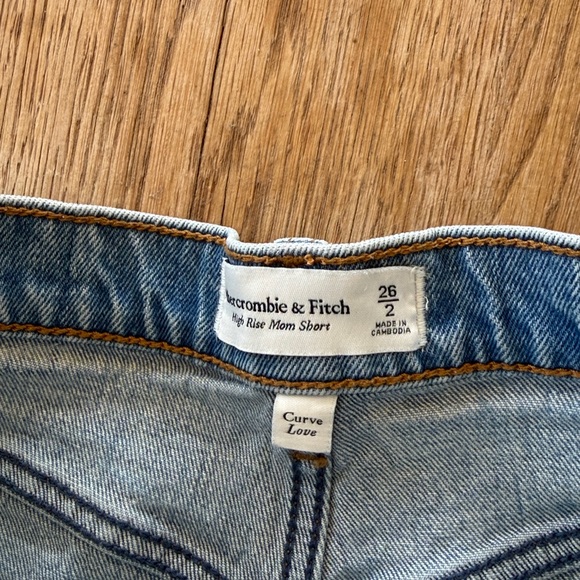 Abercrombie & Fitch
High Rise Mom Short
26
2
MADE IN
CAMBODIA
Curve
Love